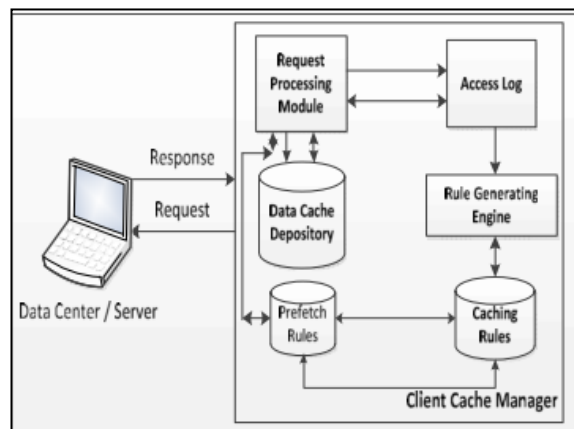 Request
Processing
Module
Access Log
Response
Request
Data Center / Server
Data Cache
Depository
Rule Generating
Engine
Prefetch
Rules
Caching
Rules
Client Cache Manager